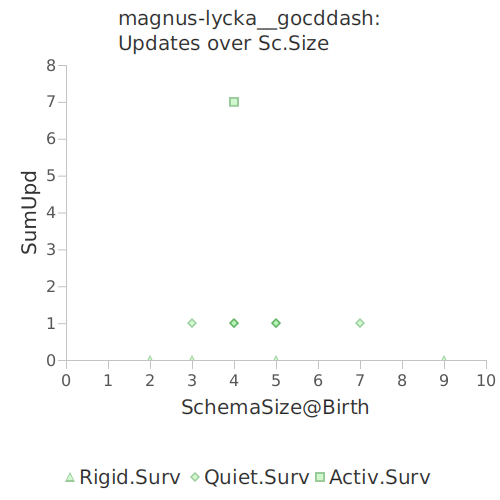 magnus-lycka__gocddash:
Updates over Sc.Size
8
7
6
5
4
3
2
1
0
SumUpd
0 1 2 3 4 5 6 7 8 9 10
SchemaSize@Birth
Rigid.Surv Quiet.Surv Activ.Surv